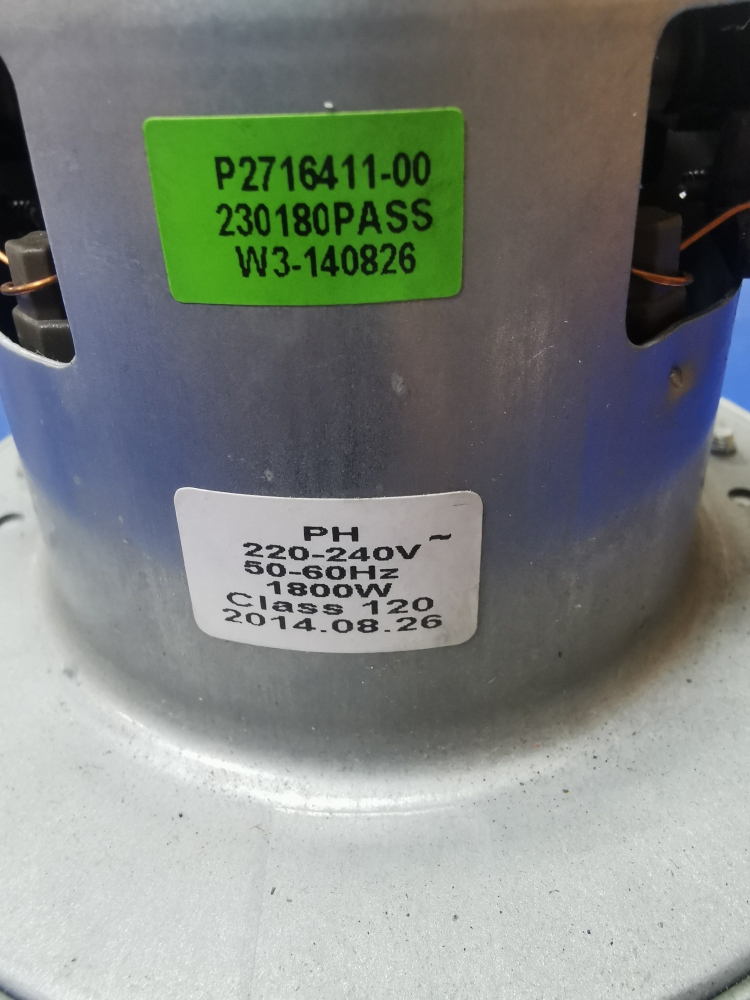 P2716411-00
230180PASS
W3-140826
PH
220-240V ~
50-60Hz
1800W
Class 120
2014.08.26